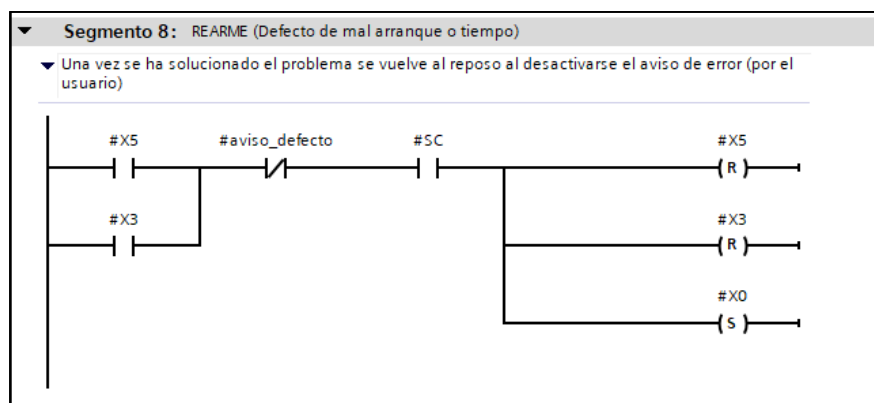 Segmento 8: REARME (Defecto de mal arranque o tiempo)
Una vez se ha solucionado el problema se vuelve al reposo al desactivarse el aviso de error (por el
usuario)
#X5 #aviso_defecto #SC #X5
R
#X3 #X3
R
#X0
S